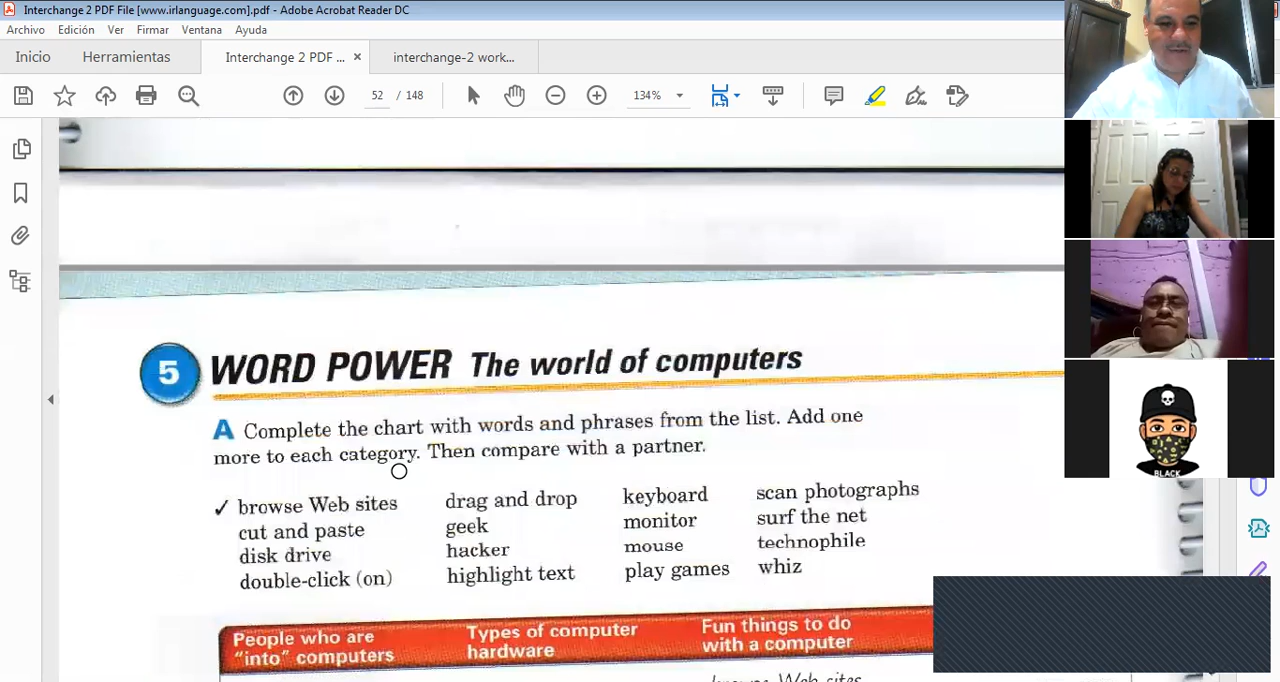 Interchange 2 PDF File [www.irlanguage.com].pdf - Adobe Acrobat Reader DC
Archivo Edición Ver Firmar Ventana Ayuda
Inicio Herramientas Interchange 2 PDF ... × interchange-2 work...
52 / 148 134%
5 WORD POWER The world of computers
A Complete the chart with words and phrases from the list. Add one
more to each category. Then compare with a partner.
✓ browse Web sites drag and drop keyboard scan photographs
cut and paste geek monitor surf the net
disk drive hacker mouse technophile
double-click (on) highlight text play games whiz
People who are Types of computer Fun things to do
"into" computers hardware with a computer
browse Web sites
BLACK